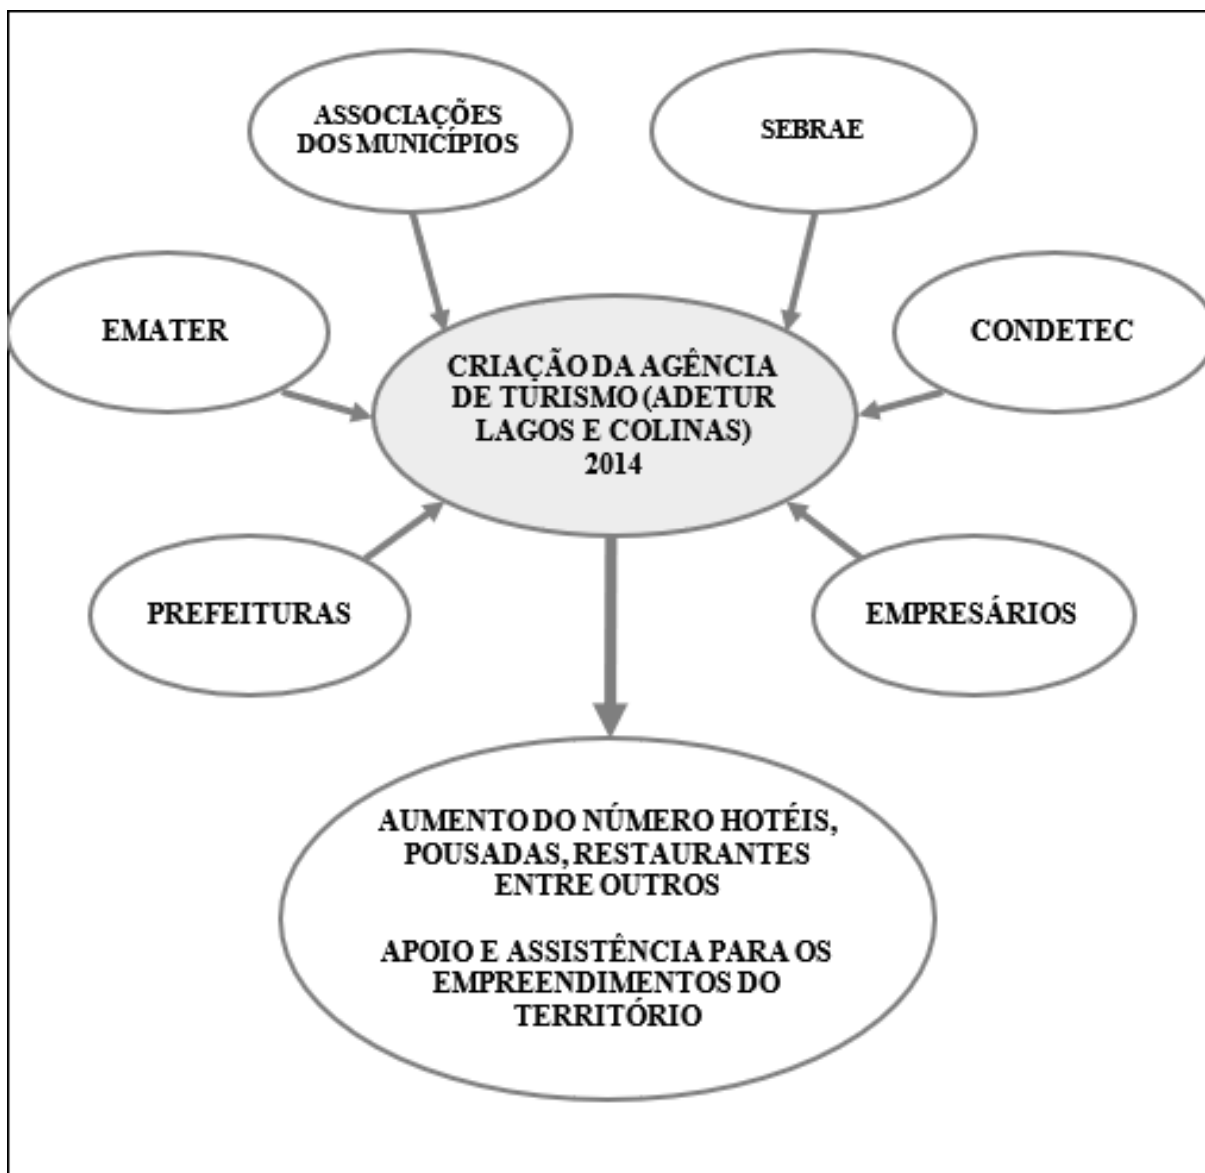 ASSOCIAÇÕES
DOS MUNICÍPIOS
SEBRAE
EMATER
CONDETEC
CRIAÇÃO DA AGÊNCIA
DE TURISMO (ADETUR
LAGOS E COLINAS)
2014
PREFEITURAS
EMPRESÁRIOS
AUMENTO DO NÚMERO HOTÉIS,
POUSADAS, RESTAURANTES
ENTRE OUTROS
APOIO E ASSISTÊNCIA PARA OS
EMPREENDIMENTOS DO
TERRITÓRIO